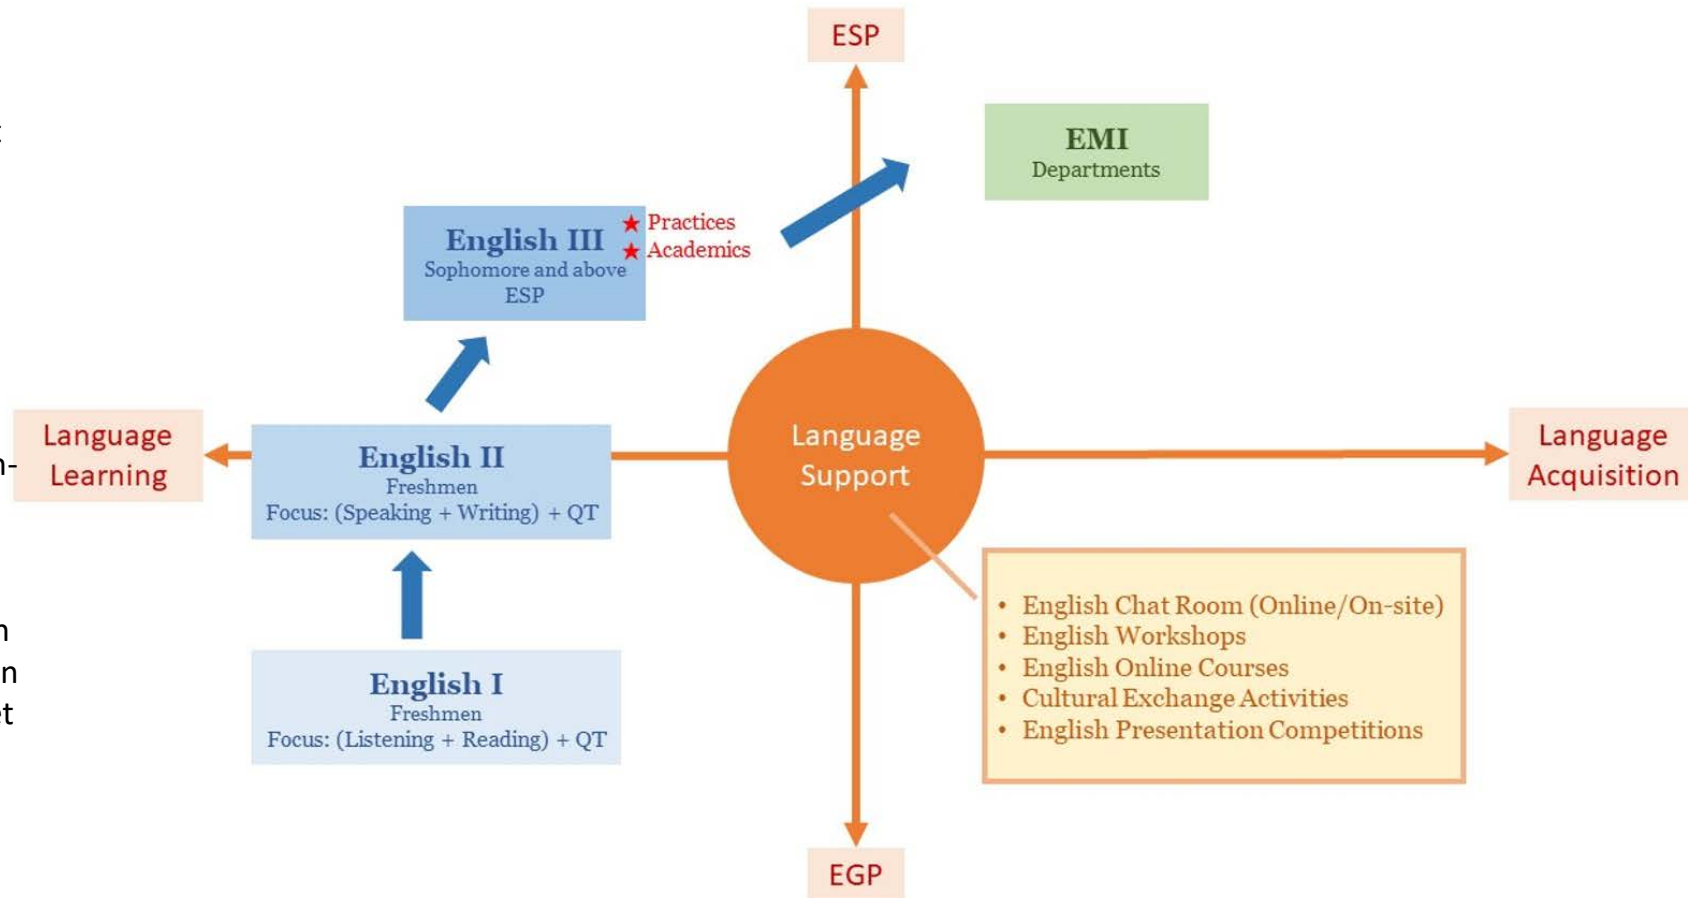 ESP
EMI
Departments
English III
Sophomore and above
ESP
★ Practices
★ Academics
Language
Learning
English II
Freshmen
Focus: (Speaking + Writing) + QT
Language
Support
Language
Acquisition
English I
Freshmen
Focus: (Listening + Reading) + QT
• English Chat Room (Online/On-site)
• English Workshops
• English Online Courses
• Cultural Exchange Activities
• English Presentation Competitions
EGP